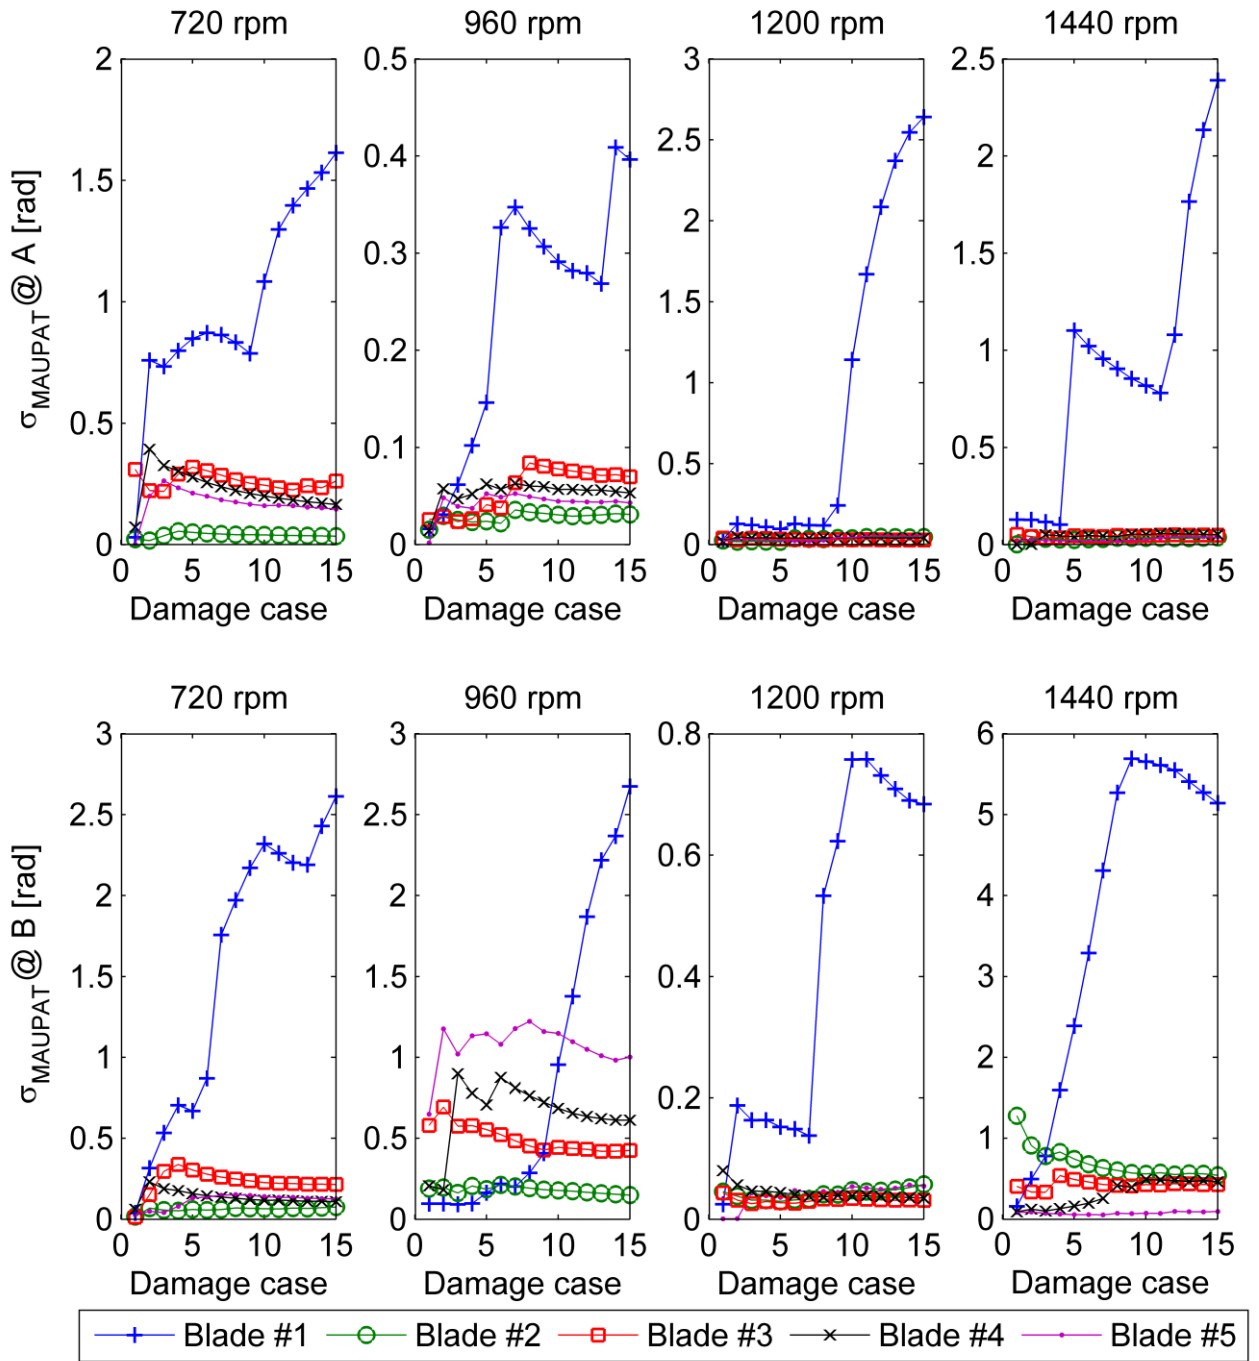 720 rpm 960 rpm 1200 rpm 1440 rpm
σMAUPAT @ A [rad]
2 1.5 1 0.5 0
0.5 0.4 0.3 0.2 0.1 0
3 2.5 2 1.5 1 0.5 0
2.5 2 1.5 1 0.5 0
0 5 10 15 0 5 10 15 0 5 10 15 0 5 10 15
Damage case Damage case Damage case Damage case
720 rpm 960 rpm 1200 rpm 1440 rpm
σMAUPAT @ B [rad]
3 2.5 2 1.5 1 0.5 0
3 2.5 2 1.5 1 0.5 0
0.8 0.6 0.4 0.2 0
6 5 4 3 2 1 0
0 5 10 15 0 5 10 15 0 5 10 15 0 5 10 15
Damage case Damage case Damage case Damage case
Blade #1 Blade #2 Blade #3 Blade #4 Blade #5